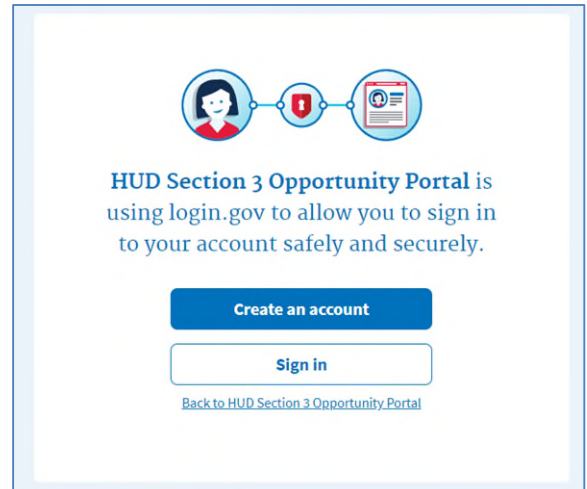 HUD Section 3 Opportunity Portal is
using login.gov to allow you to sign in
to your account safely and securely.
Create an account
Sign in
Back to HUD Section 3 Opportunity Portal